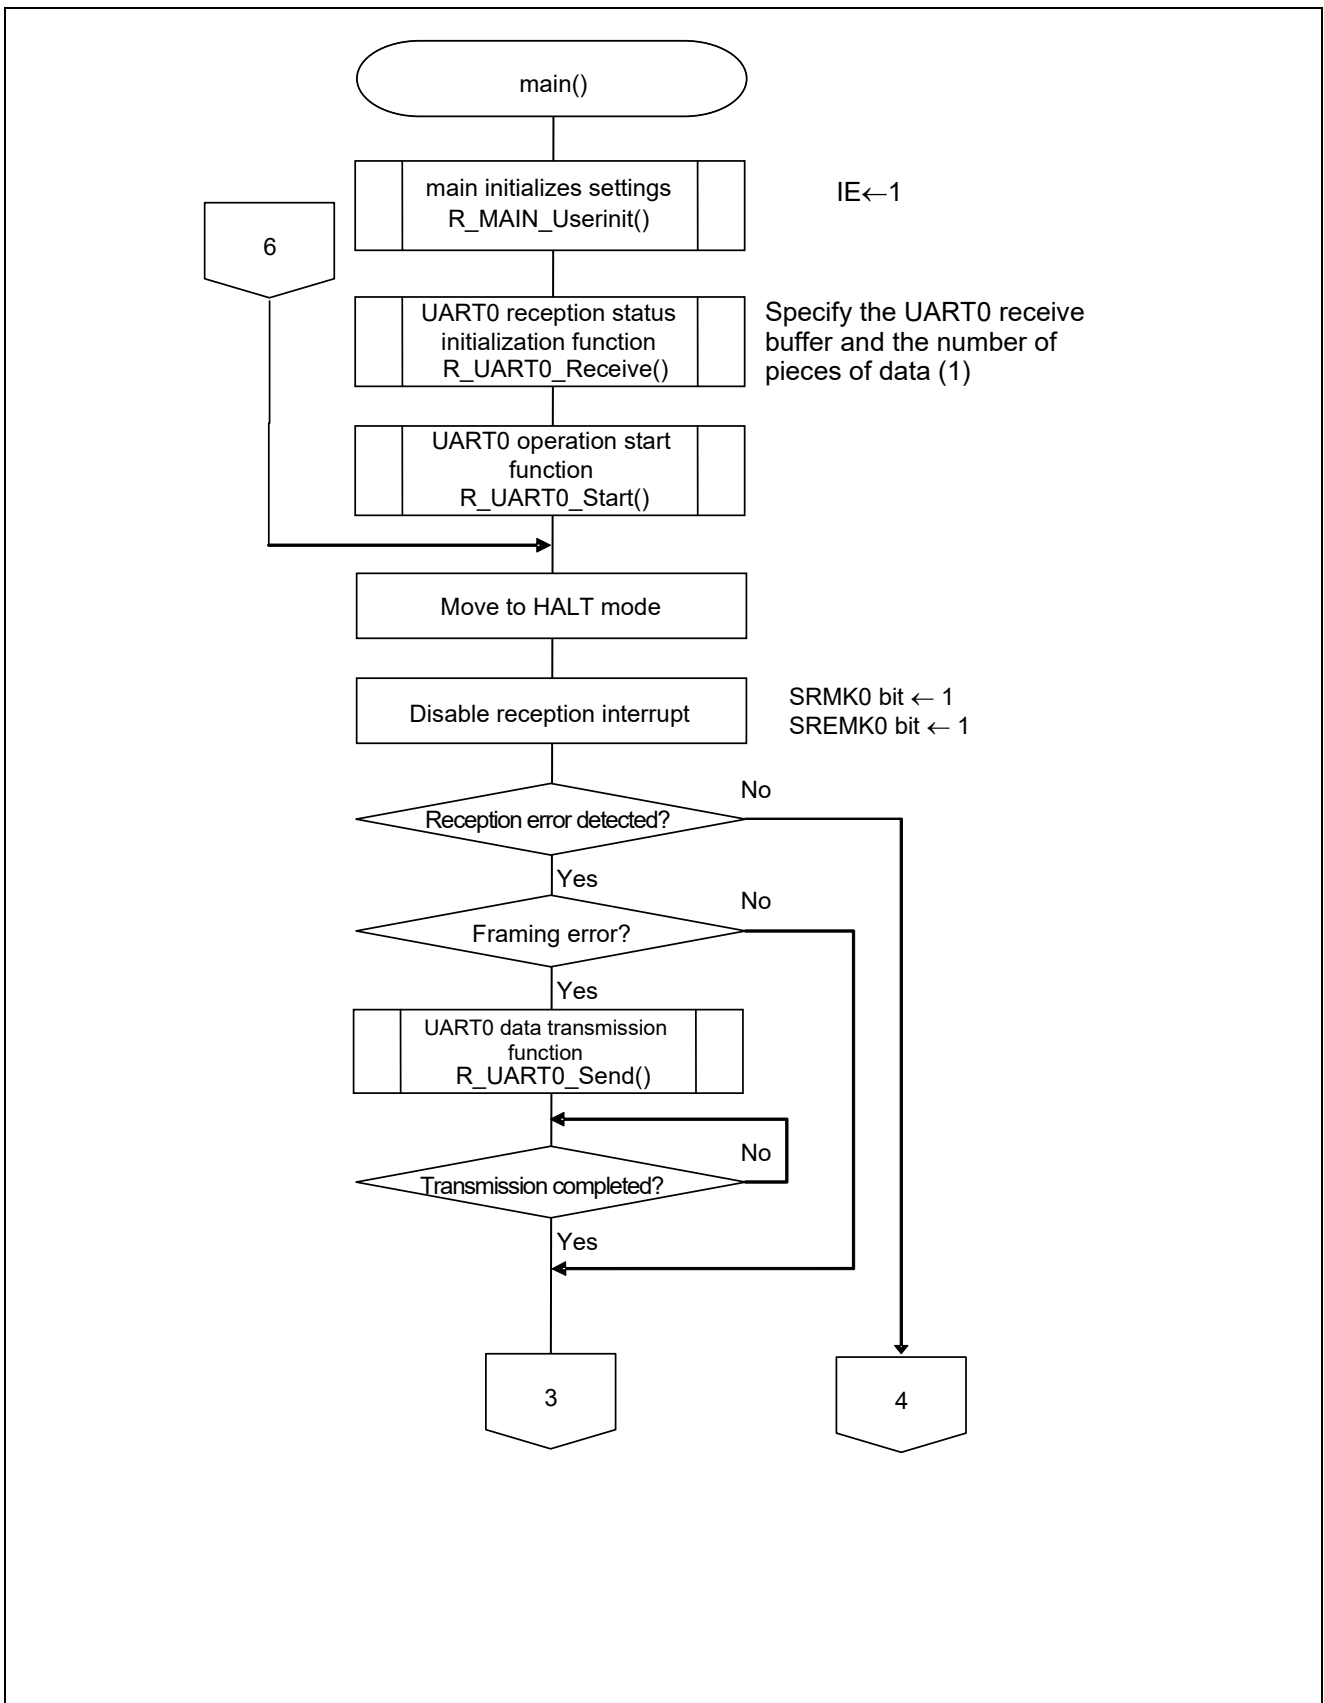 main()
main initializes settings
R_MAIN_Userinit()
IE←1
6
UART0 reception status
initialization function
R_UART0_Receive()
Specify the UART0 receive
buffer and the number of
pieces of data (1)
UART0 operation start
function
R_UART0_Start()
Move to HALT mode
Disable reception interrupt
SRMK0 bit ← 1
SREMK0 bit ← 1
No
Reception error detected?
Yes
No
Framing error?
Yes
UART0 data transmission
function
R_UART0_Send()
No
Transmission completed?
Yes
3
4